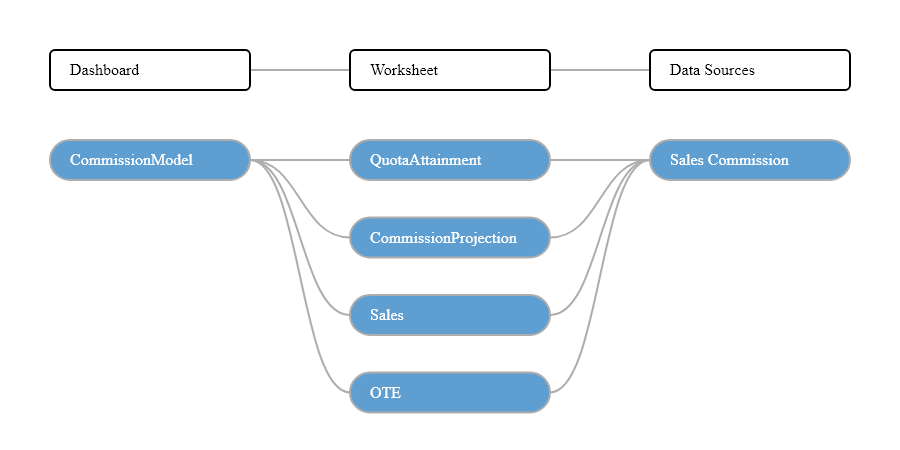 Dashboard
Worksheet
Data Sources
CommissionModel
QuotaAttainment
Sales Commission
CommissionProjection
Sales
OTE